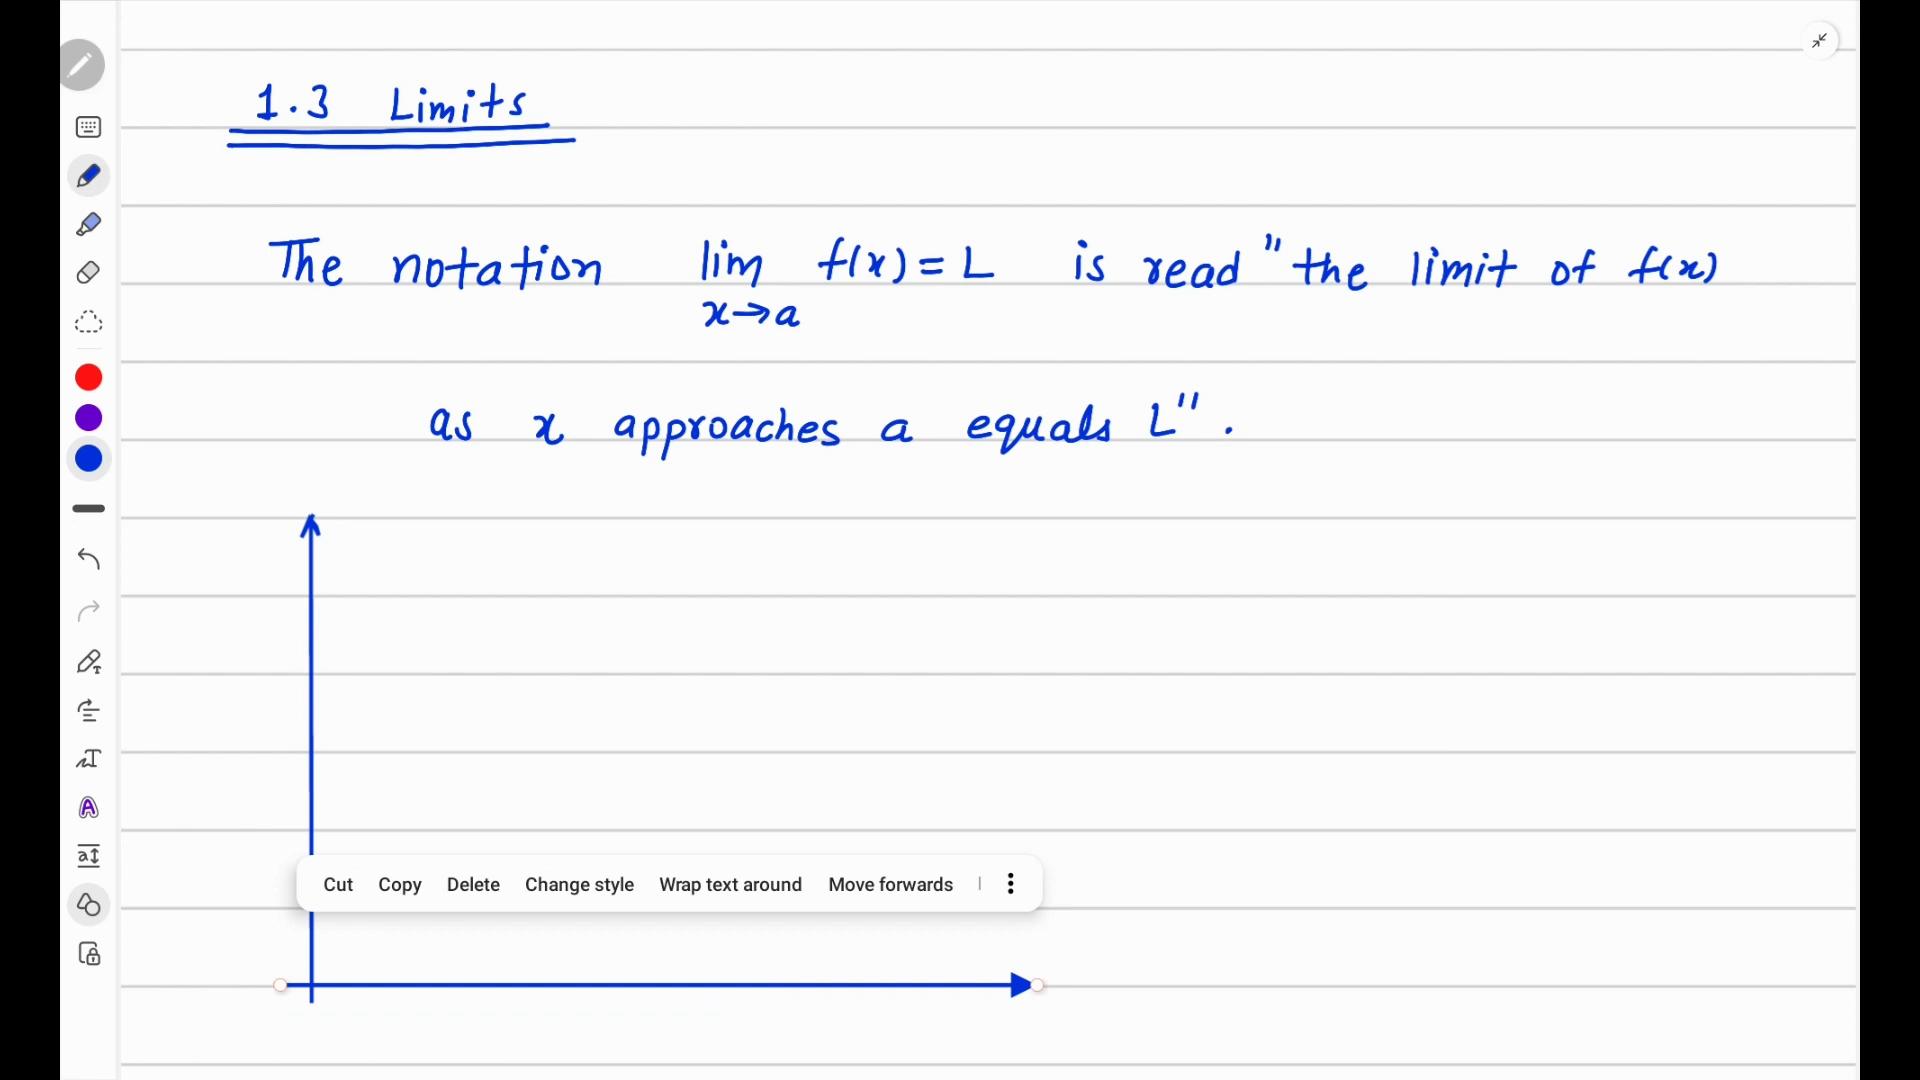 1.3 Limits
The notation lim f(x) = L is read "the limit of f(x)
x→a
as x approaches a equals L".
Cut Copy Delete Change style Wrap text around Move forwards